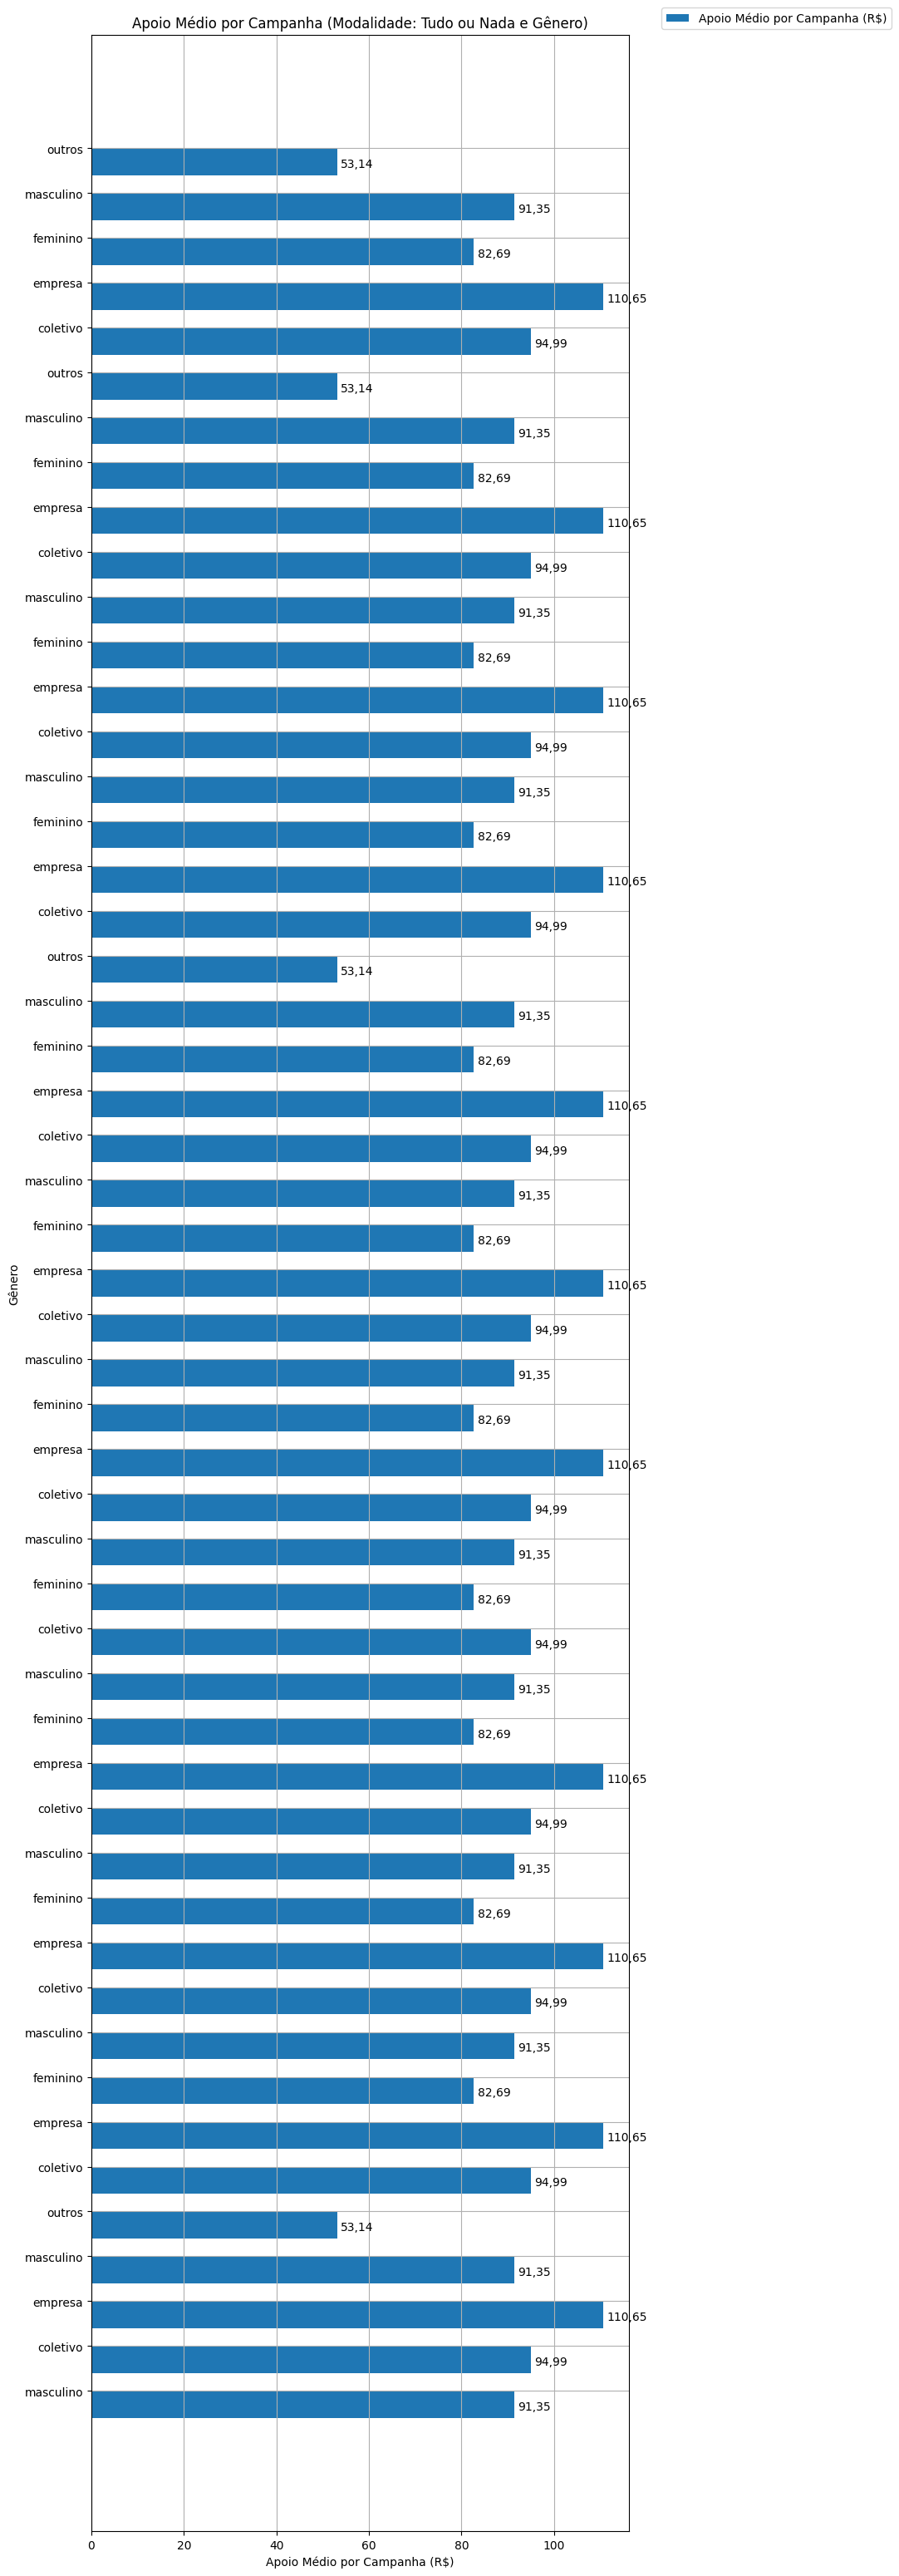 Apoio Médio por Campanha (Modalidade: Tudo ou Nada e Gênero)
Apoio Médio por Campanha (R$)
outros 53,14
masculino 91,35
feminino 82,69
empresa 110,65
coletivo 94,99
outros 53,14
masculino 91,35
feminino 82,69
empresa 110,65
coletivo 94,99
masculino 91,35
feminino 82,69
empresa 110,65
coletivo 94,99
masculino 91,35
feminino 82,69
empresa 110,65
coletivo 94,99
outros 53,14
masculino 91,35
feminino 82,69
empresa 110,65
coletivo 94,99
masculino 91,35
feminino 82,69
empresa 110,65
coletivo 94,99
masculino 91,35
feminino 82,69
empresa 110,65
coletivo 94,99
masculino 91,35
feminino 82,69
coletivo 94,99
masculino 91,35
feminino 82,69
empresa 110,65
coletivo 94,99
masculino 91,35
feminino 82,69
empresa 110,65
coletivo 94,99
masculino 91,35
feminino 82,69
empresa 110,65
coletivo 94,99
outros 53,14
masculino 91,35
empresa 110,65
coletivo 94,99
masculino 91,35
Gênero
0 20 40 60 80 100
Apoio Médio por Campanha (R$)